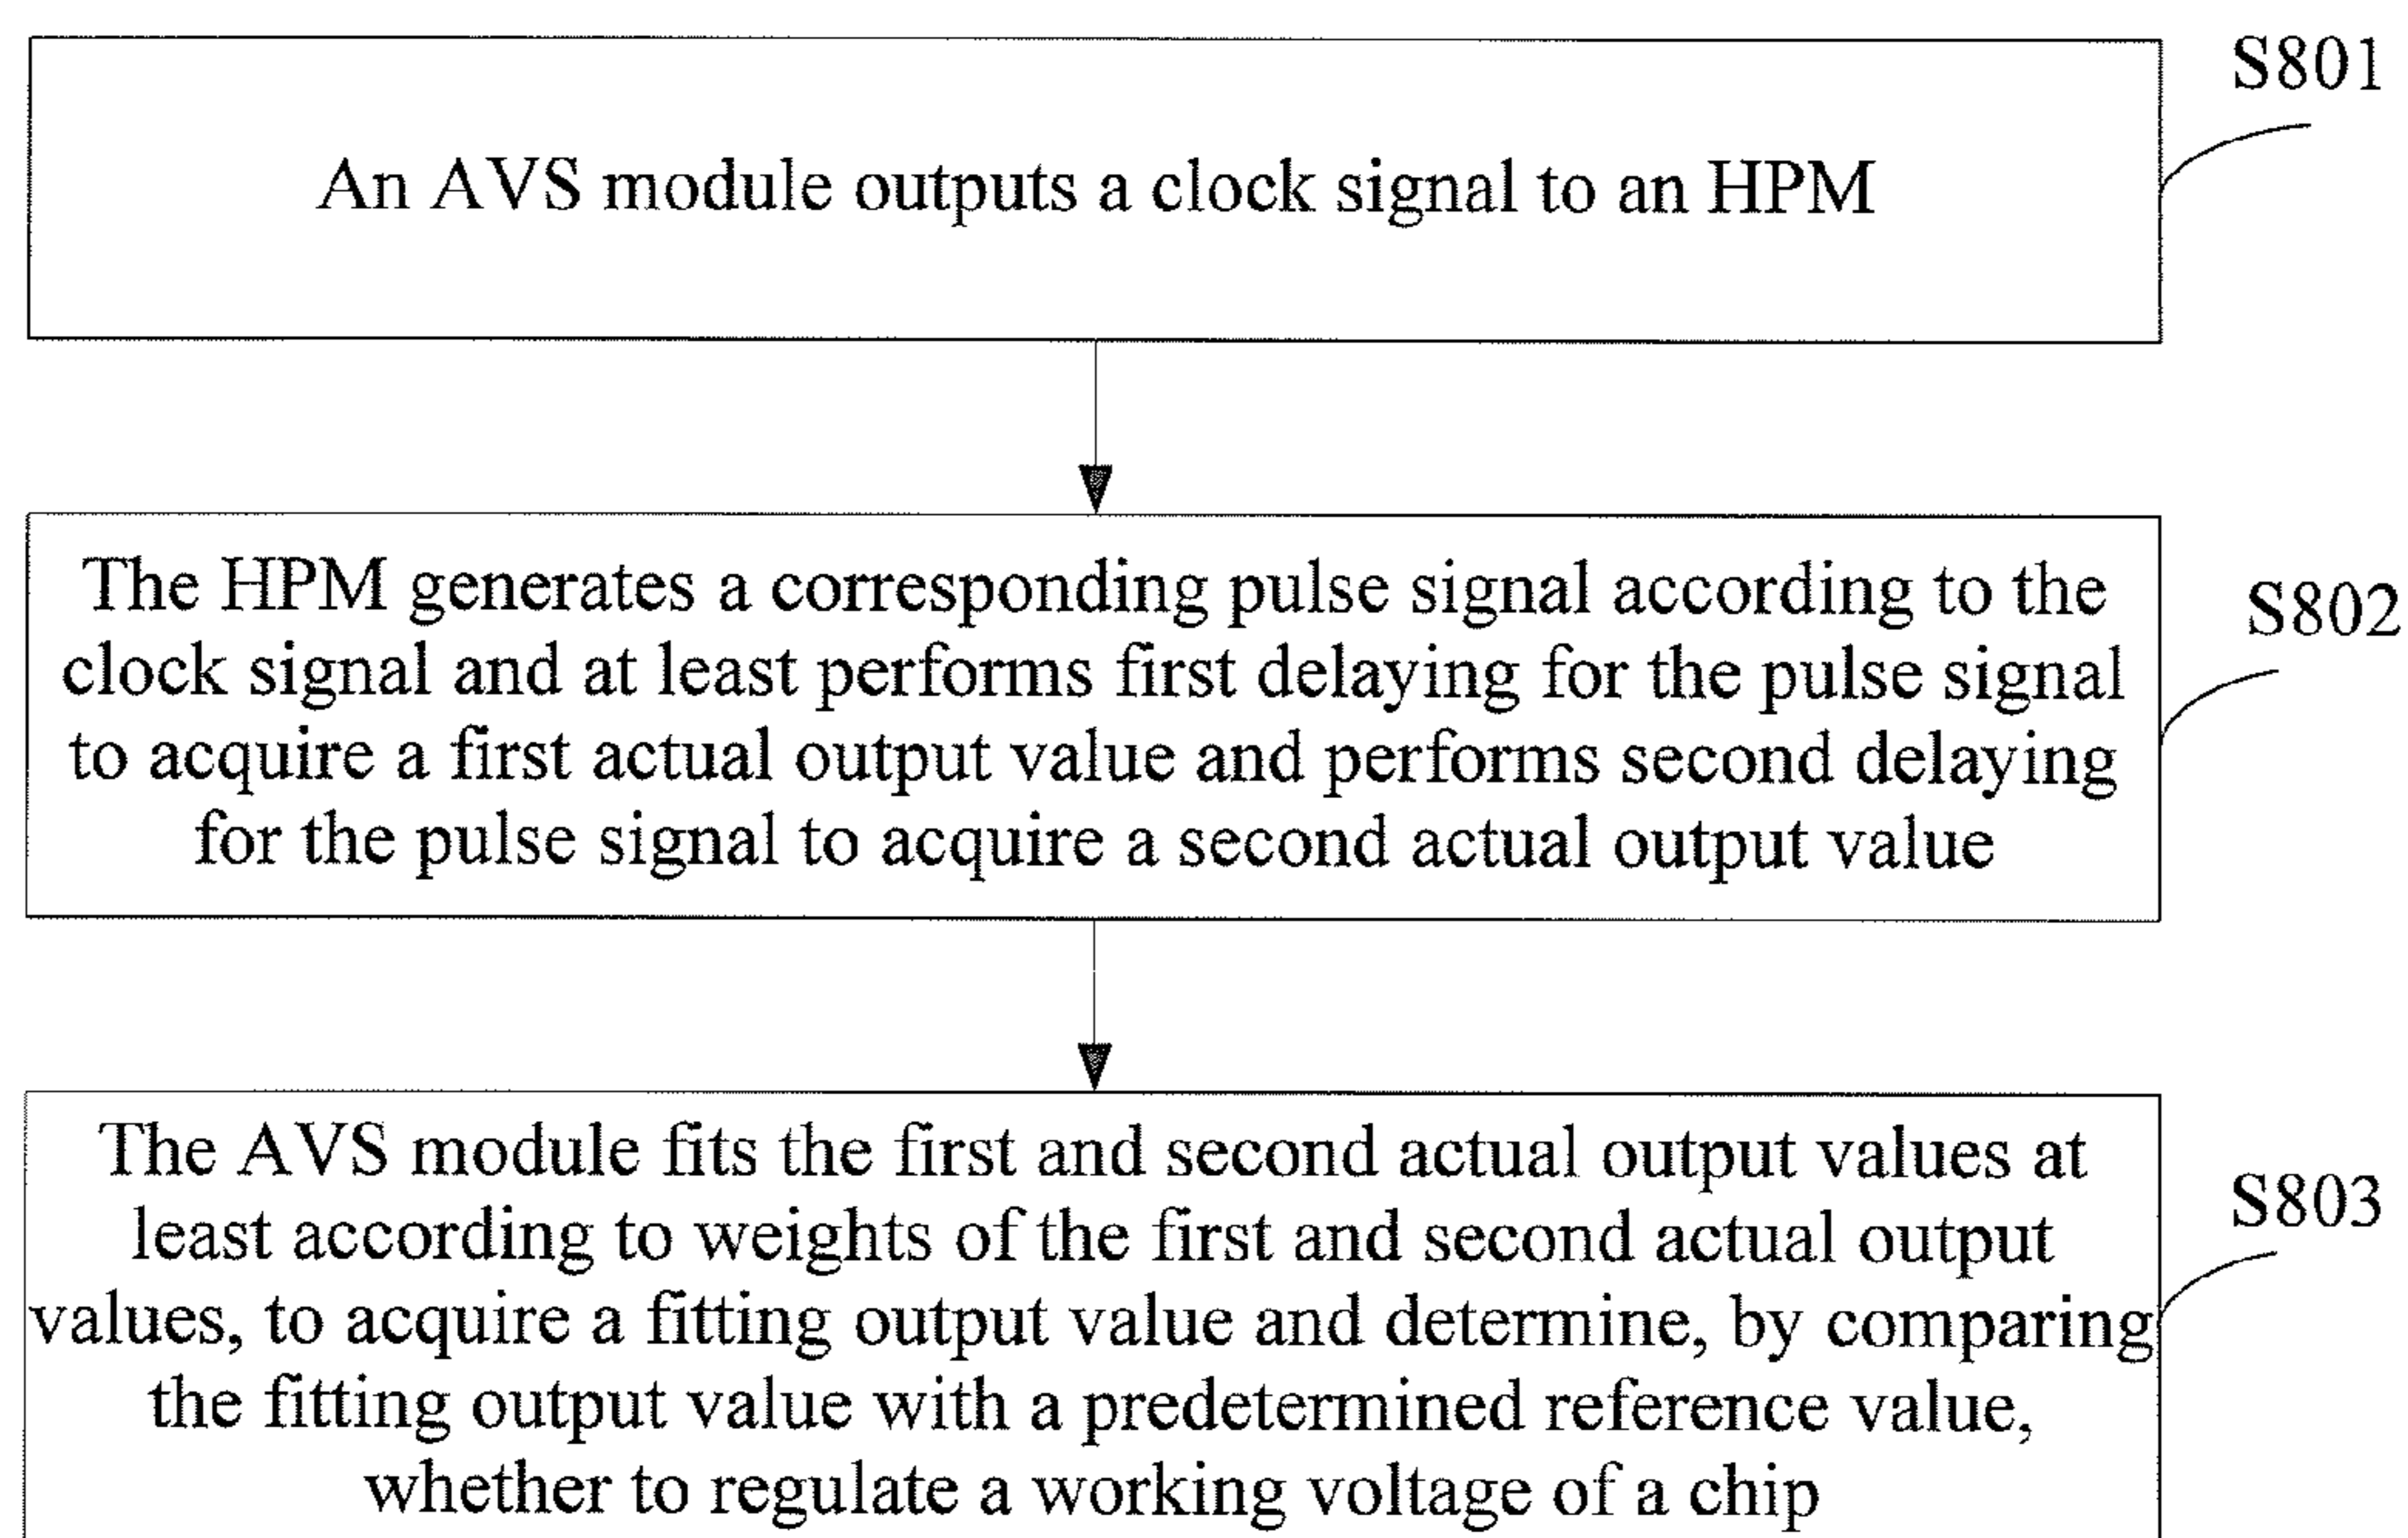 S801
An AVS module outputs a clock signal to an HPM
The HPM generates a corresponding pulse signal according to the
clock signal and at least performs first delaying for the pulse signal
to acquire a first actual output value and performs second delaying
for the pulse signal to acquire a second actual output value
S802
The AVS module fits the first and second actual output values at
least according to weights of the first and second actual output
values, to acquire a fitting output value and determine, by comparing
the fitting output value with a predetermined reference value,
whether to regulate a working voltage of a chip
S803